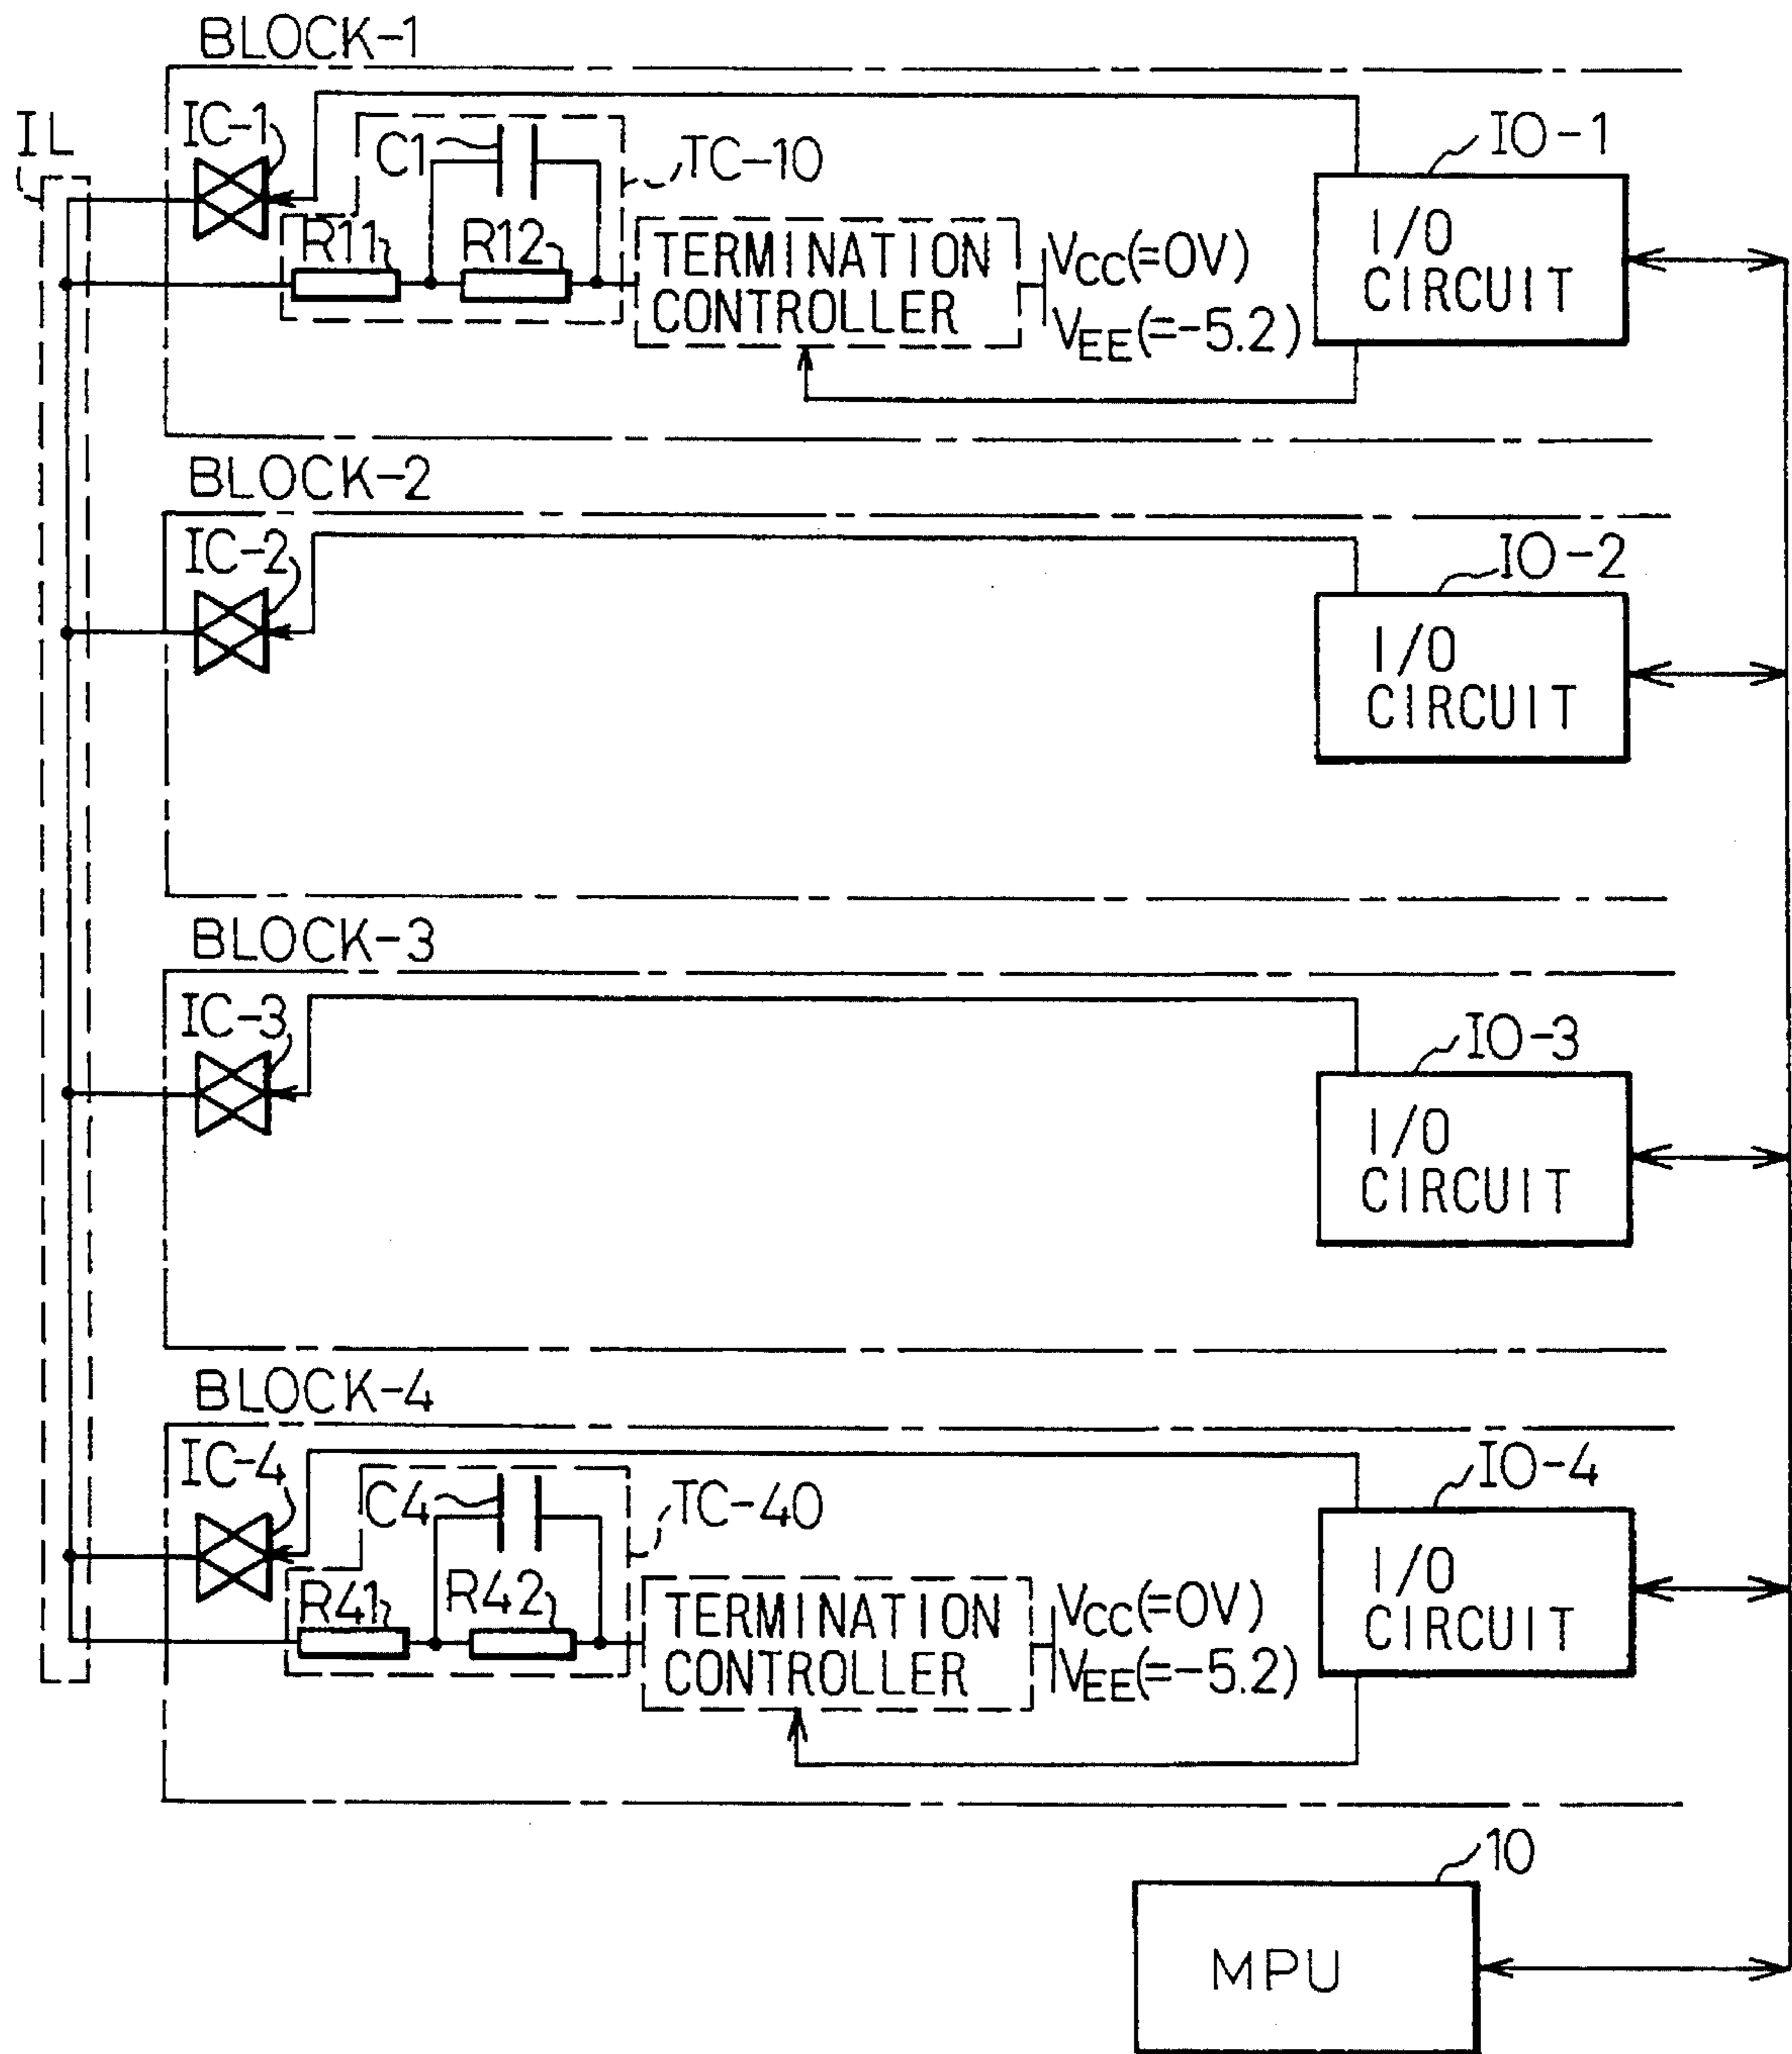 BLOCK-1
IL
IC-1
C1
TC-10
IO-1
R11
R12
TERMINATION
CONTROLLER
VCC(=0V)
VEE(=-5.2)
I/O
CIRCUIT
BLOCK-2
IC-2
IO-2
I/O
CIRCUIT
BLOCK-3
IC-3
IO-3
I/O
CIRCUIT
BLOCK-4
IC-4
C4
TC-40
IO-4
R41
R42
TERMINATION
CONTROLLER
VCC(=0V)
VEE(=-5.2)
I/O
CIRCUIT
10
MPU